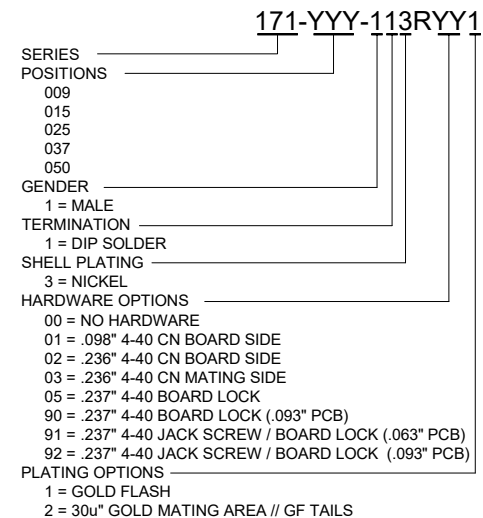 171-YYY-113RYY1
SERIES
POSITIONS
009
015
025
037
050
GENDER
1 = MALE
TERMINATION
1 = DIP SOLDER
SHELL PLATING
3 = NICKEL
HARDWARE OPTIONS
00 = NO HARDWARE
01 = .098" 4-40 CN BOARD SIDE
02 = .236" 4-40 CN BOARD SIDE
03 = .236" 4-40 CN MATING SIDE
05 = .237" 4-40 BOARD LOCK
90 = .237" 4-40 BOARD LOCK (.093" PCB)
91 = .237" 4-40 JACK SCREW / BOARD LOCK (.063" PCB)
92 = .237" 4-40 JACK SCREW / BOARD LOCK (.093" PCB)
PLATING OPTIONS
1 = GOLD FLASH
2 = 30u" GOLD MATING AREA // GF TAILS